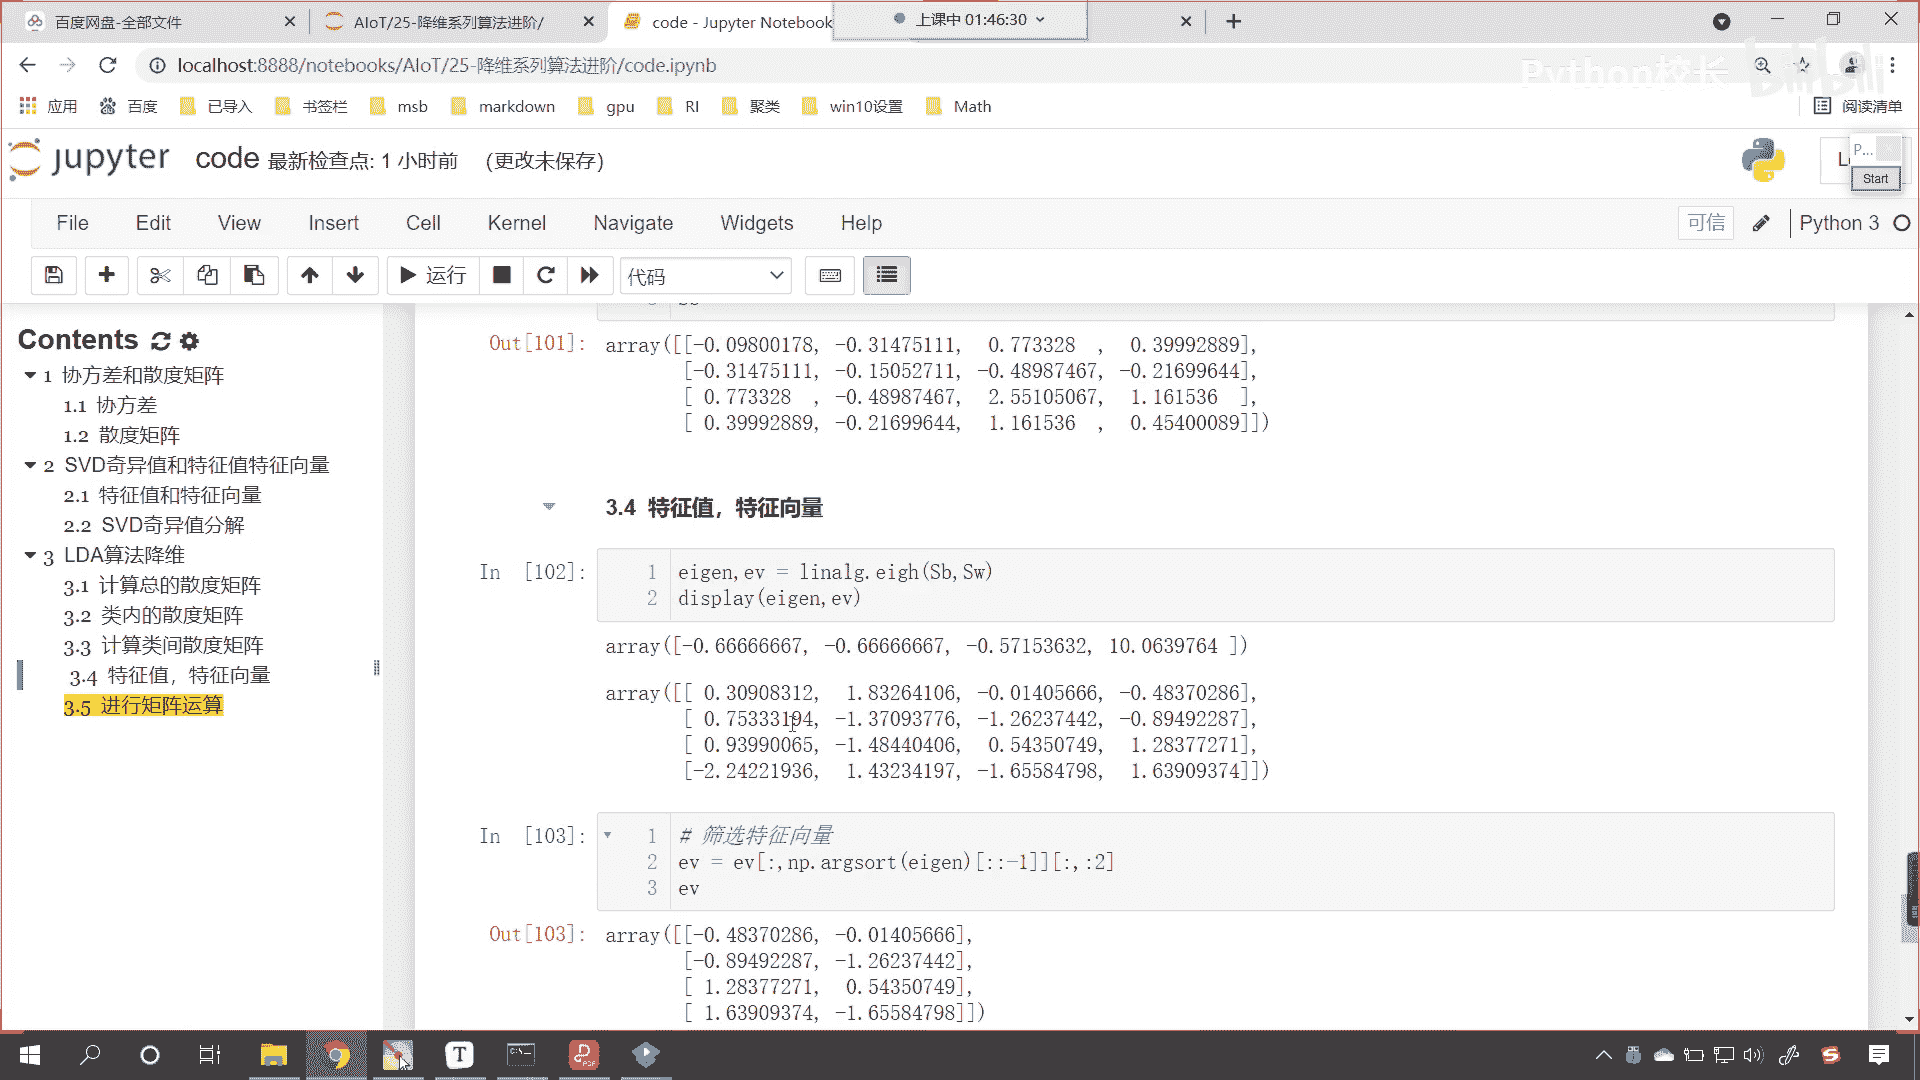 百度网盘-全部文件
AIoT/25-降维系列算法进阶/
code - Jupyter Notebook
上课中 01:46:30
localhost:8888/notebooks/AIoT/25-降维系列算法进阶/code.ipynb
Python校长
bilibili
应用
百度
已导入
书签栏
msb
markdown
gpu
RI
聚类
win10设置
Math
阅读清单
jupyter
code 最新检查点: 1 小时前 (更改未保存)
P...
Start
File Edit View Insert Cell Kernel Navigate Widgets Help
可信
Python 3
运行
代码
Contents
1 协方差和散度矩阵
1.1 协方差
1.2 散度矩阵
2 SVD奇异值和特征值特征向量
2.1 特征值和特征向量
2.2 SVD奇异值分解
3 LDA算法降维
3.1 计算总的散度矩阵
3.2 类内的散度矩阵
3.3 计算类间散度矩阵
3.4 特征值，特征向量
3.5 进行矩阵运算
Out[101]: array([[-0.09800178, -0.31475111,  0.773328  ,  0.39992889],
[-0.31475111, -0.15052711, -0.48987467, -0.21699644],
[ 0.773328  , -0.48987467,  2.55105067,  1.161536  ],
[ 0.39992889, -0.21699644,  1.161536  ,  0.45400089]])
3.4 特征值，特征向量
In [102]: 1 eigen,ev = linalg.eigh(Sb,Sw)
2 display(eigen,ev)
array([-0.66666667, -0.66666667, -0.57153632, 10.0639764 ])
array([[ 0.30908312,  1.83264106, -0.01405666, -0.48370286],
[ 0.75333194, -1.37093776, -1.26237442, -0.89492287],
[ 0.93990065, -1.48440406,  0.54350749,  1.28377271],
[-2.24221936,  1.43234197, -1.65584798,  1.63909374]])
In [103]: 1 # 筛选特征向量
2 ev = ev[:,np.argsort(eigen)[::-1]][:,:2]
3 ev
Out[103]: array([[-0.48370286, -0.01405666],
[-0.89492287, -1.26237442],
[ 1.28377271,  0.54350749],
[ 1.63909374, -1.65584798]])